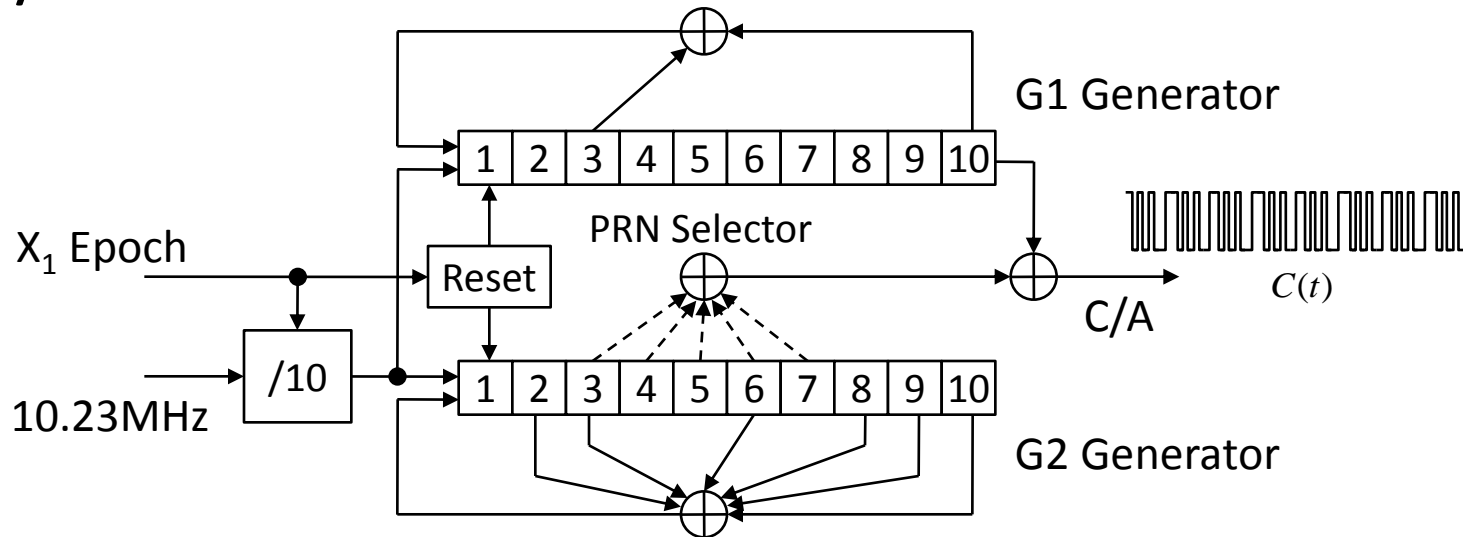 G1 Generator
1 2 3 4 5 6 7 8 9 10
PRN Selector
X₁ Epoch
Reset
C(t)
C/A
/10
1 2 3 4 5 6 7 8 9 10
10.23MHz
G2 Generator